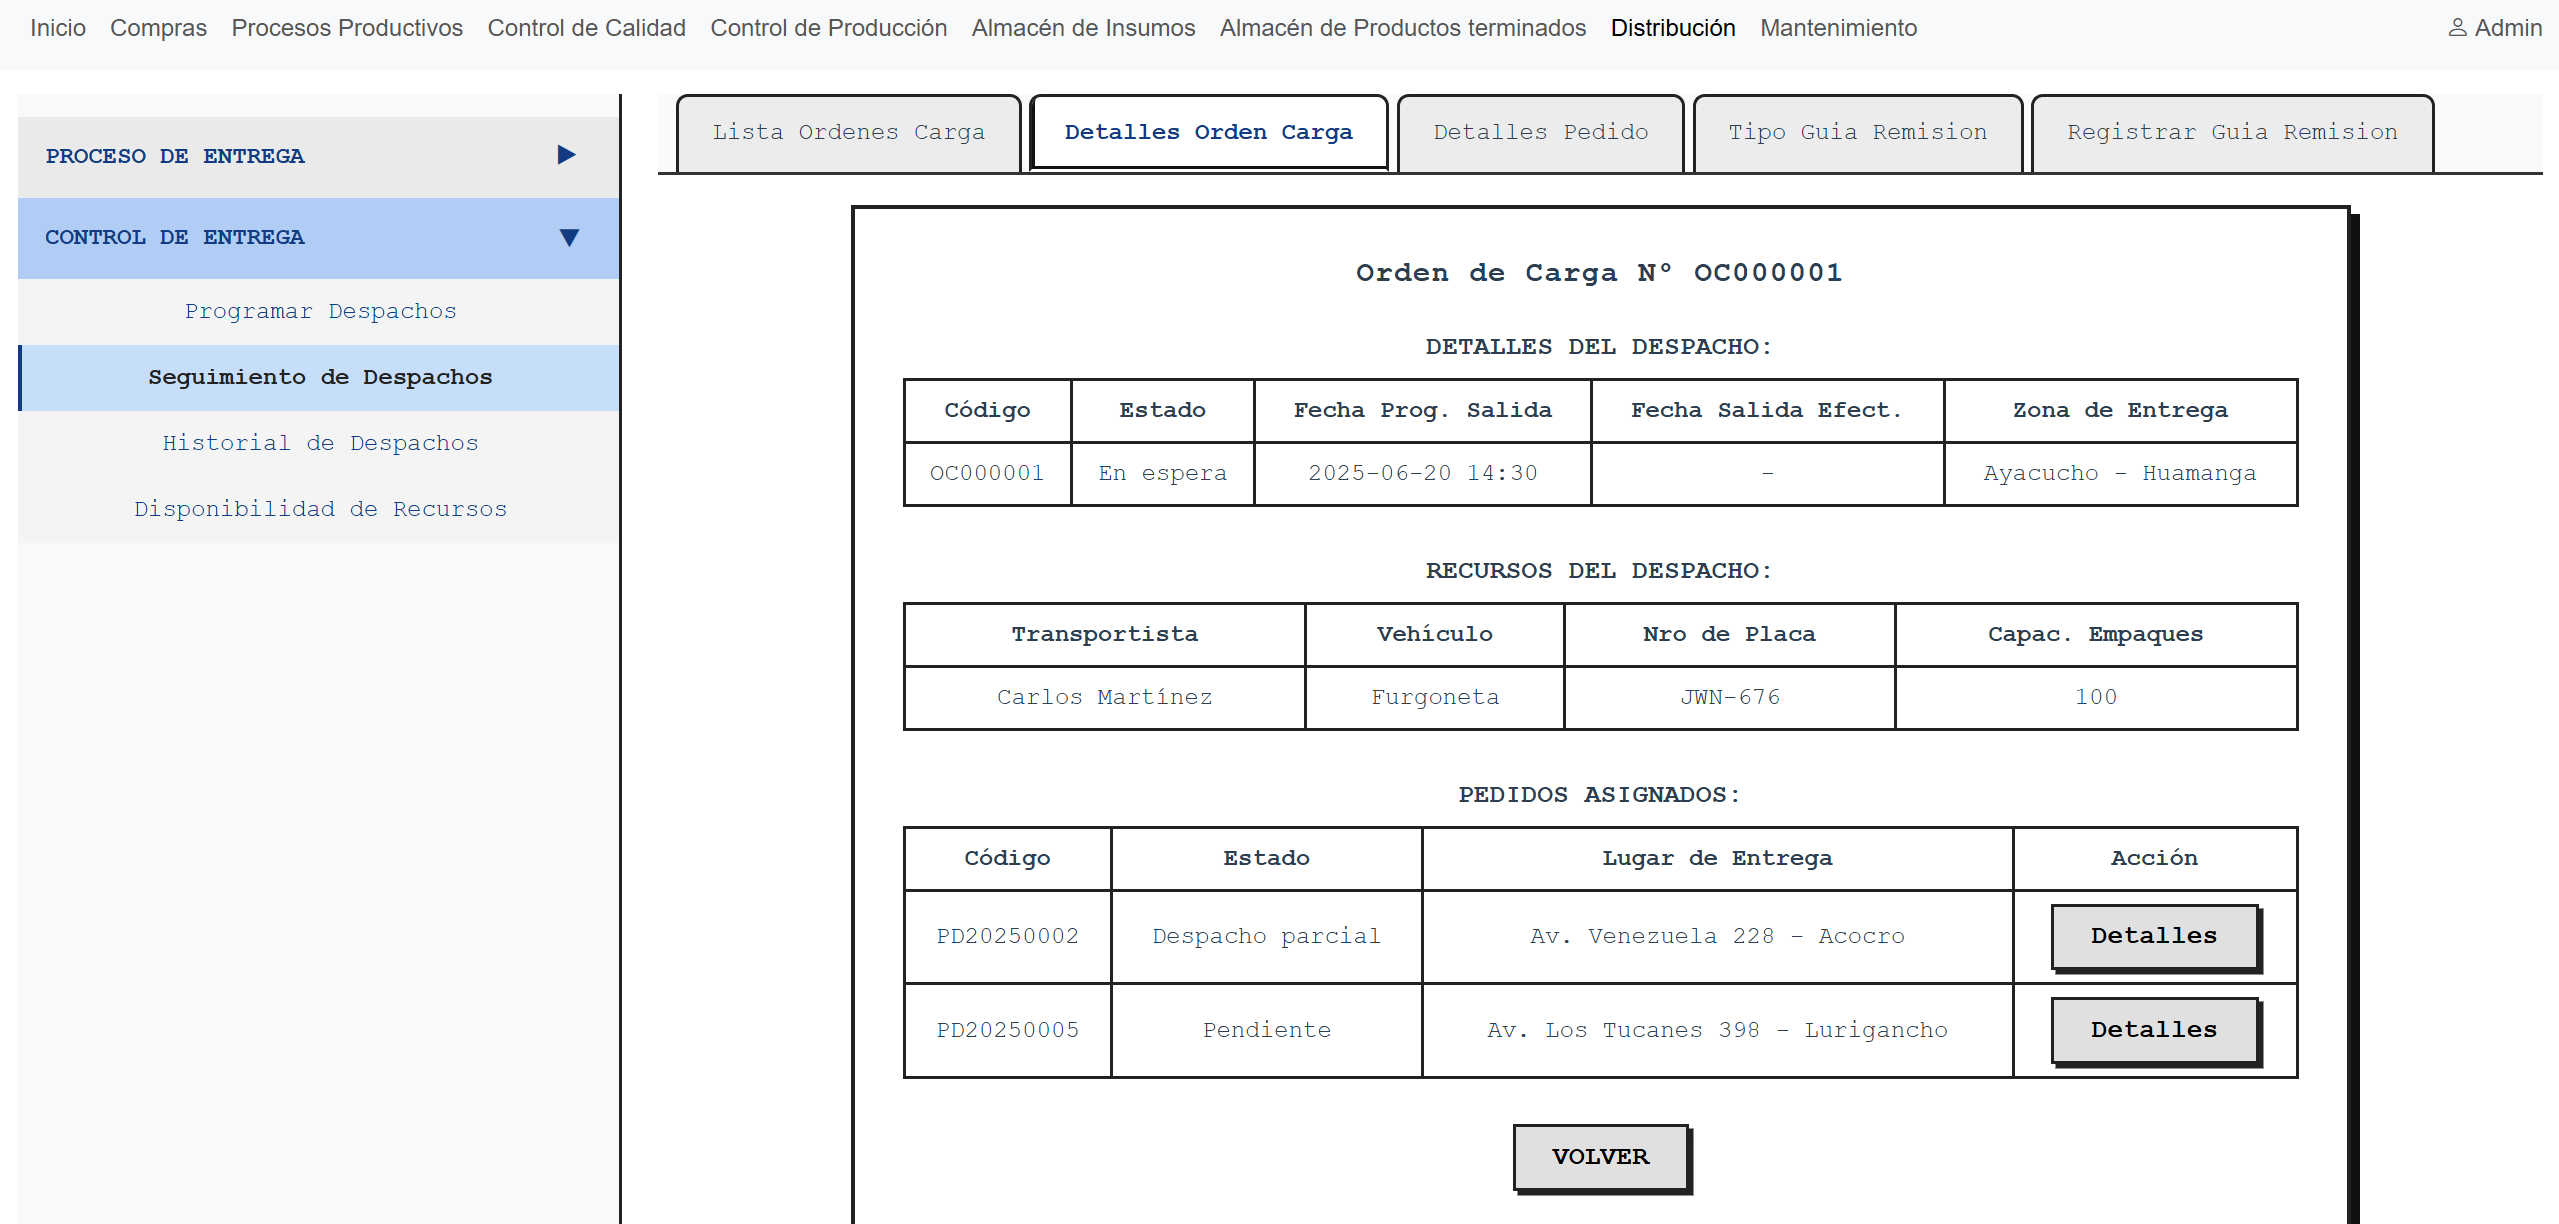 Inicio Compras Procesos Productivos Control de Calidad Control de Producción Almacén de Insumos Almacén de Productos terminados Distribución Mantenimiento Admin
PROCESO DE ENTREGA
CONTROL DE ENTREGA
Programar Despachos
Seguimiento de Despachos
Historial de Despachos
Disponibilidad de Recursos
Lista Ordenes Carga Detalles Orden Carga Detalles Pedido Tipo Guia Remision Registrar Guia Remision
Orden de Carga N° OC000001
DETALLES DEL DESPACHO:
Código Estado Fecha Prog. Salida Fecha Salida Efect. Zona de Entrega
OC000001 En espera 2025-06-20 14:30 - Ayacucho - Huamanga
RECURSOS DEL DESPACHO:
Transportista Vehículo Nro de Placa Capac. Empaques
Carlos Martínez Furgoneta JWN-676 100
PEDIDOS ASIGNADOS:
Código Estado Lugar de Entrega Acción
PD20250002 Despacho parcial Av. Venezuela 228 - Acocro Detalles
PD20250005 Pendiente Av. Los Tucanes 398 - Lurigancho Detalles
VOLVER